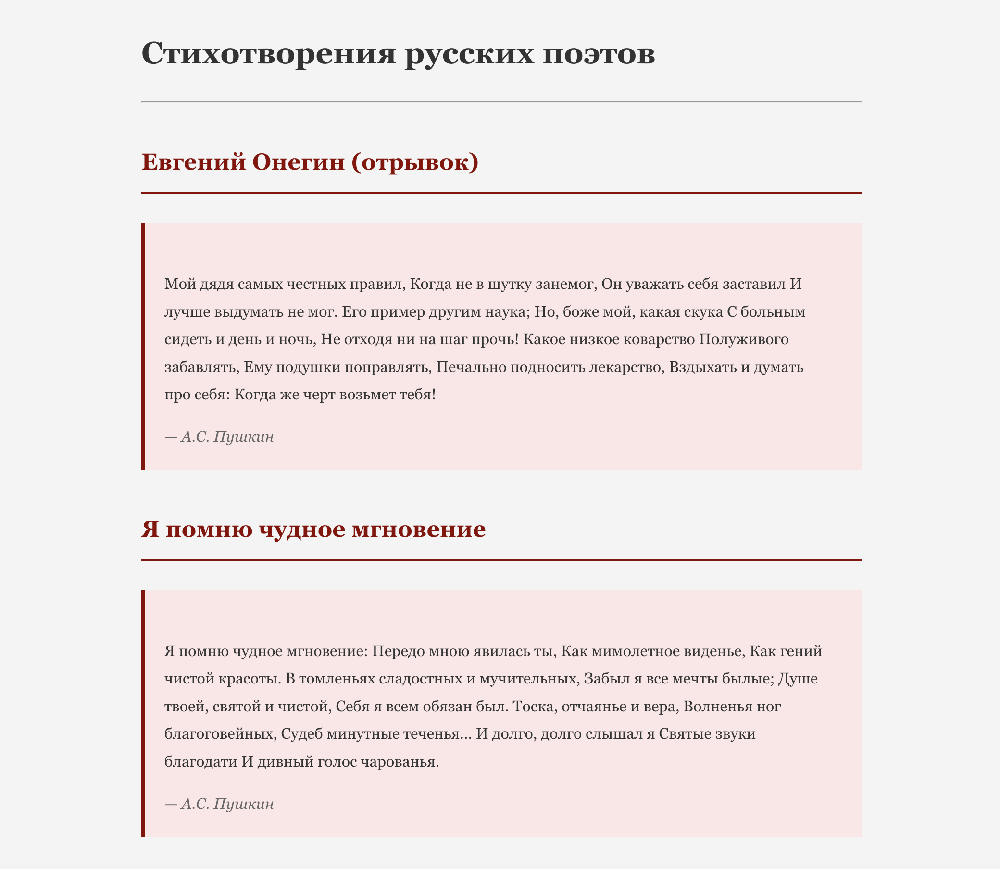 Стихотворения русских поэтов
Евгений Онегин (отрывок)
Мой дядя самых честных правил, Когда не в шутку занемог, Он уважать себя заставил И
лучше выдумать не мог. Его пример другим наука; Но, боже мой, какая скука С больным
сидеть и день и ночь, Не отходя ни на шаг прочь! Какое низкое коварство Полуживого
забавлять, Ему подушки поправлять, Печально подносить лекарство, Вздыхать и думать
про себя: Когда же черт возьмет тебя!
— А.С. Пушкин
Я помню чудное мгновение
Я помню чудное мгновение: Передо мною явилась ты, Как мимолетное виденье, Как гений
чистой красоты. В томленьях сладостных и мучительных, Забыл я все мечты былые; Душе
твоей, святой и чистой, Себя я всем обязан был. Тоска, отчаянье и вера, Волненья ног
благоговейных, Судеб минутные теченья... И долго, долго слышал я Святые звуки
благодати И дивный голос чарованья.
— А.С. Пушкин